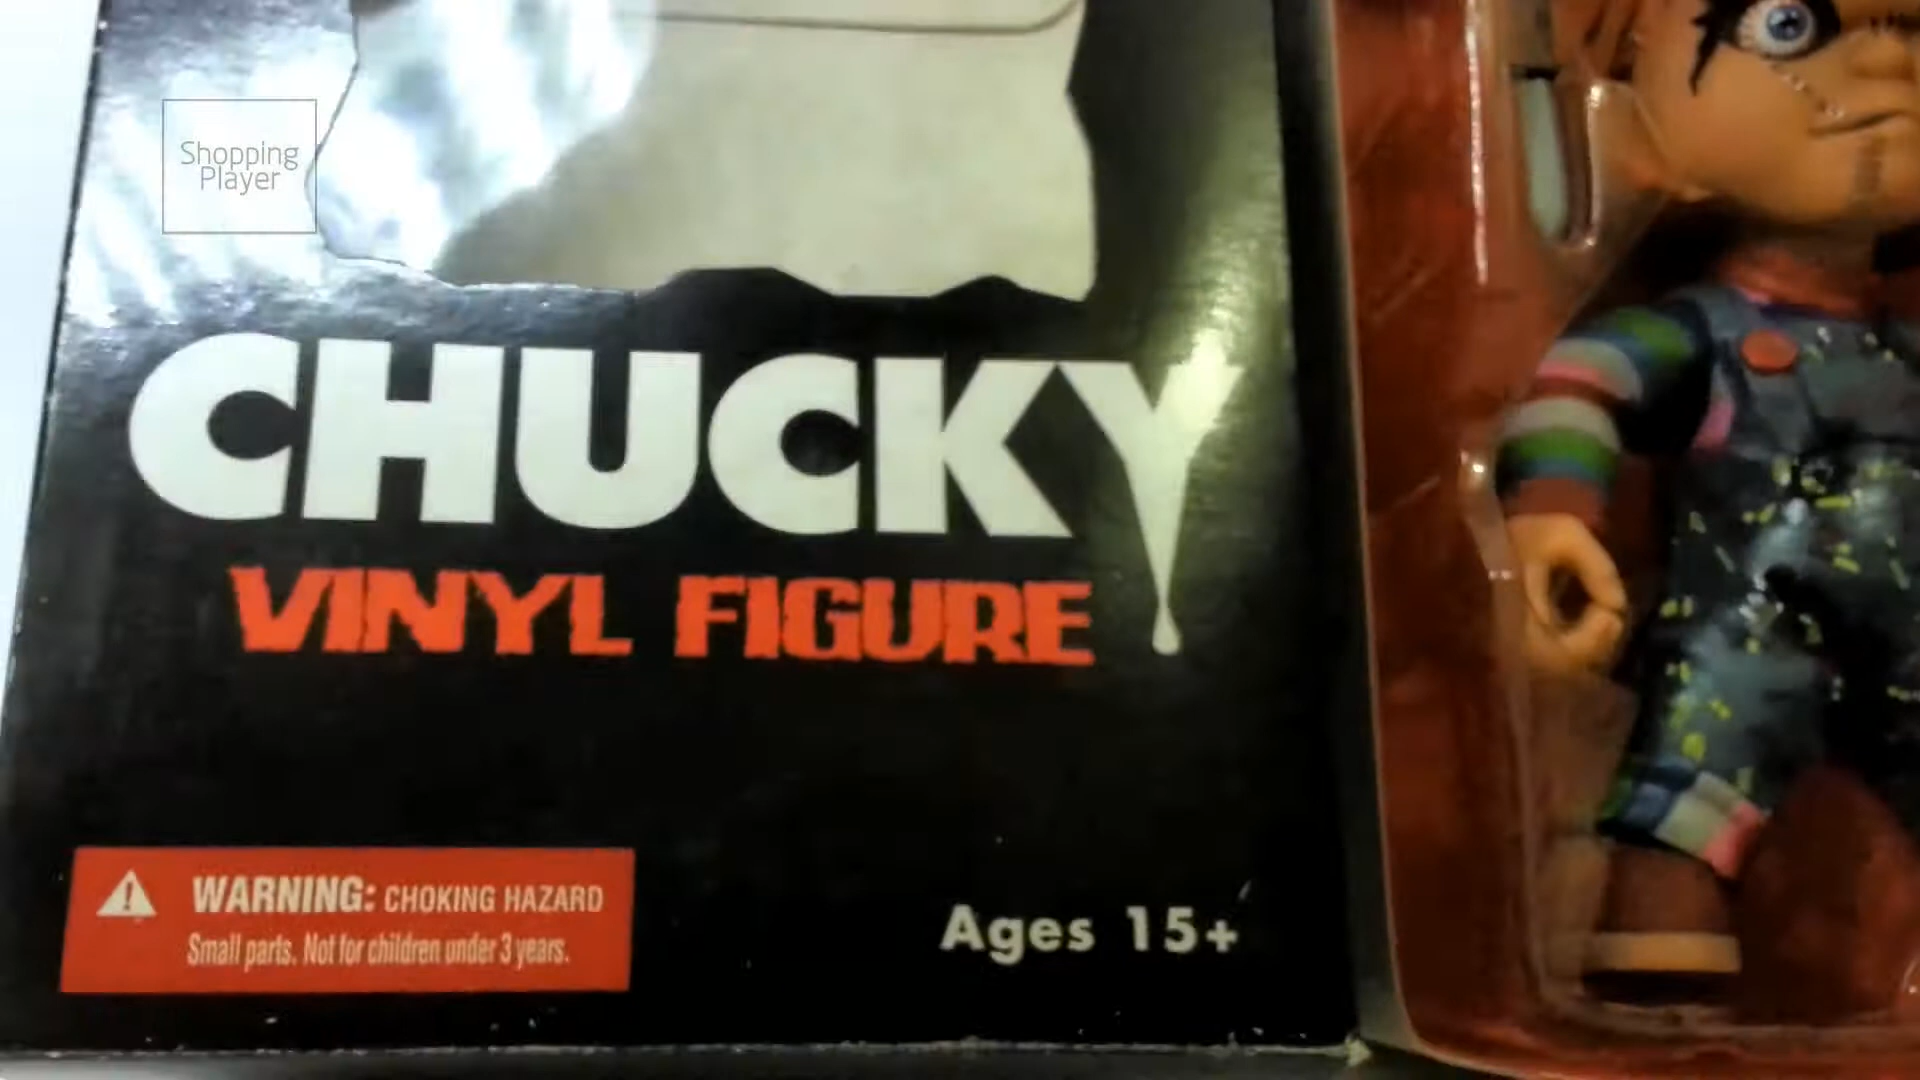 Shopping
Player
CHUCKY
VINYL FIGURE
WARNING: CHOKING HAZARD
Small parts. Not for children under 3 years.
Ages 15+